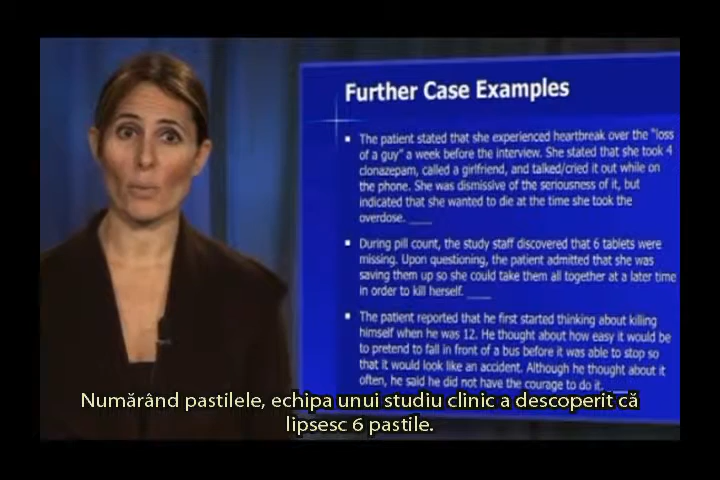 Further Case Examples
The patient stated that she experienced heartbreak over the "loss
of a guy" a week before the interview. She stated that she took 4
clonazepam, called a girlfriend, and talked/cried it out while on
the phone. She was dismissive of the seriousness of it, but
indicated that she wanted to die at the time she took the
overdose. ____
During pill count, the study staff discovered that 6 tablets were
missing. Upon questioning, the patient admitted that she was
saving them up so she could take them all together at a later time
in order to kill herself. ____
The patient reported that he first started thinking about killing
himself when he was 12. He thought about how easy it would be
to pretend to fall in front of a bus before it was able to stop so
that it would look like an accident. Although he thought about it
often, he said he did not have the courage to do it. ____
Numărând pastilele, echipa unui studiu clinic a descoperit că
lipsesc 6 pastile.